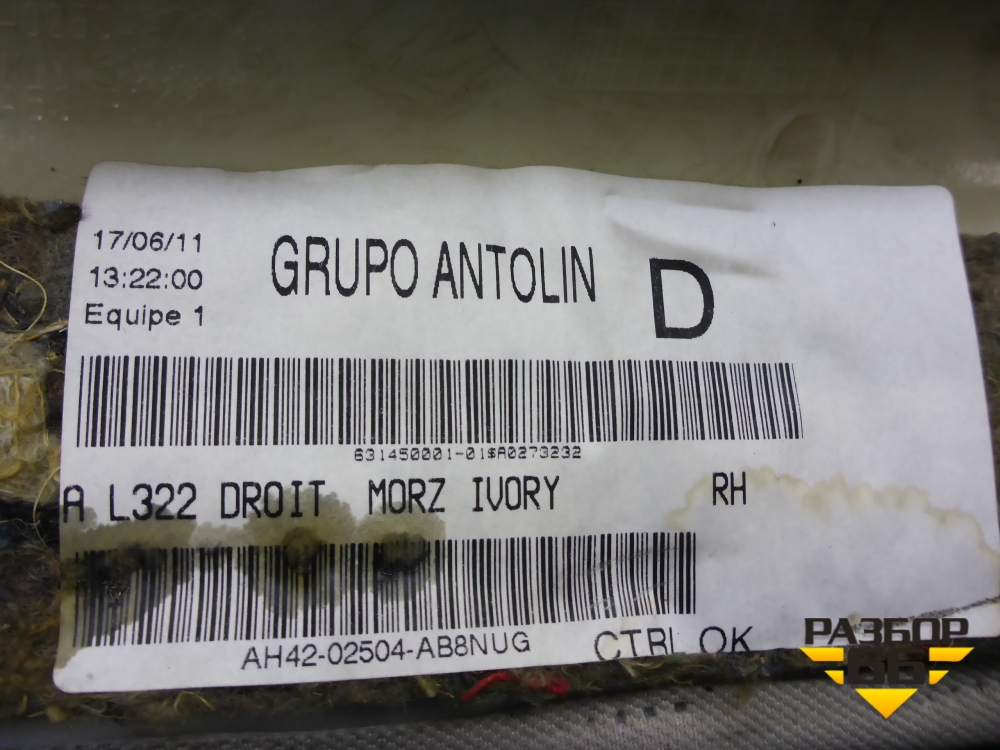 17/06/11
13:22:00
Equipe 1
GRUPO ANTOLIN
D
631450001-01$A0273232
A L322 DROIT MORZ IVORY RH
AH42-02504-AB8NUG
CTRL OK
РАЗБОР
66